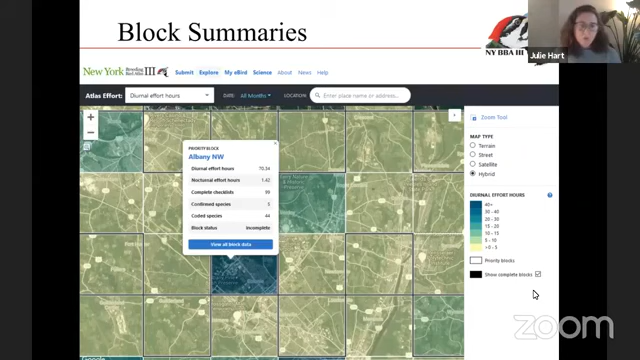 Block Summaries
NY BBA III
Julie Hart
New York Breeding Bird Atlas III
Submit Explore My eBird Science About News Help
Atlas Effort: Diurnal effort hours DATE: All Months LOCATION: Enter place name or address...
Zoom Tool
MAP TYPE
Terrain
Street
Satellite
Hybrid
PRIORITY BLOCK
Albany NW
Diurnal effort hours 70.34
Nocturnal effort hours 1.42
Complete checklists 99
Confirmed species 5
Coded species 44
Block status Incomplete
View all block data
DIURNAL EFFORT HOURS
40+
30 - 40
20 - 30
15 - 20
10 - 15
5 - 10
>0 - 5
Priority blocks
Show complete blocks
Google
zoom